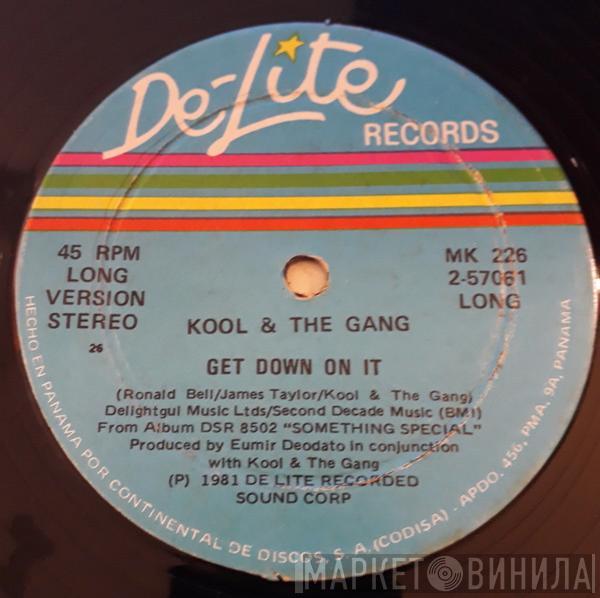 De-Lite
RECORDS
45 RPM
LONG
VERSION
STEREO
26
MK 226
2-57061
LONG
KOOL & THE GANG
GET DOWN ON IT
(Ronald Bell/James Taylor/Kool & The Gang)
Delightgul Music Ltds/Second Decade Music (BMI)
From Album DSR 8502 "SOMETHING SPECIAL"
Produced by Eumir Deodato in conjunction
with Kool & The Gang
(P) 1981 DE LITE RECORDED
SOUND CORP
HECHO EN PANAMA POR CONTINENTAL DE DISCOS, S. A. (CODISA) - APDO. 456, PMA. 9A, PANAMA
МАРКЕТ ВИНИЛА